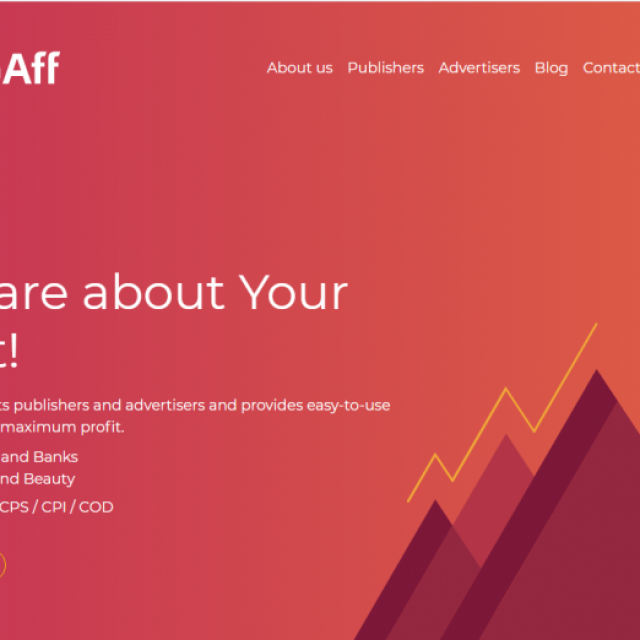 Aff
About us Publishers Advertisers Blog Contact
are about Your
t!
ts publishers and advertisers and provides easy-to-use
maximum profit.
and Banks
nd Beauty
CPS / CPI / COD